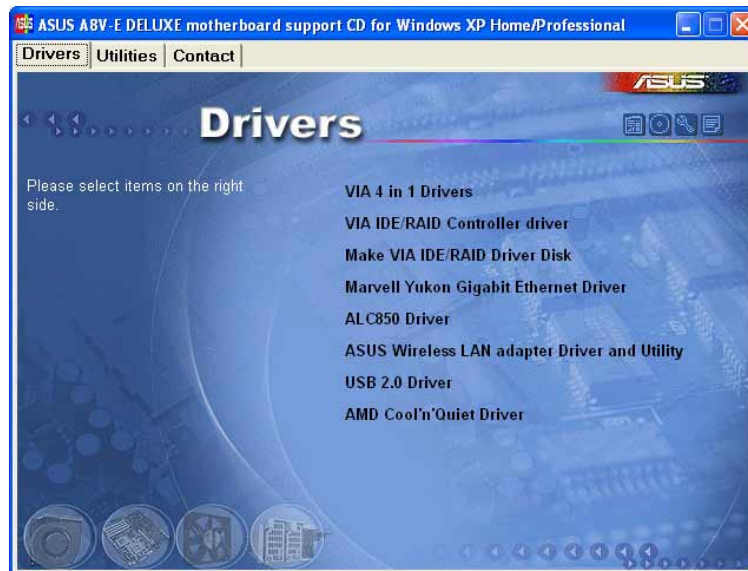 ASUS A8V-E DELUXE motherboard support CD for Windows XP Home/Professional
Drivers Utilities Contact
ASUS
Drivers
Please select items on the right
side.
VIA 4 in 1 Drivers
VIA IDE/RAID Controller driver
Make VIA IDE/RAID Driver Disk
Marvell Yukon Gigabit Ethernet Driver
ALC850 Driver
ASUS Wireless LAN adapter Driver and Utility
USB 2.0 Driver
AMD Cool'n'Quiet Driver